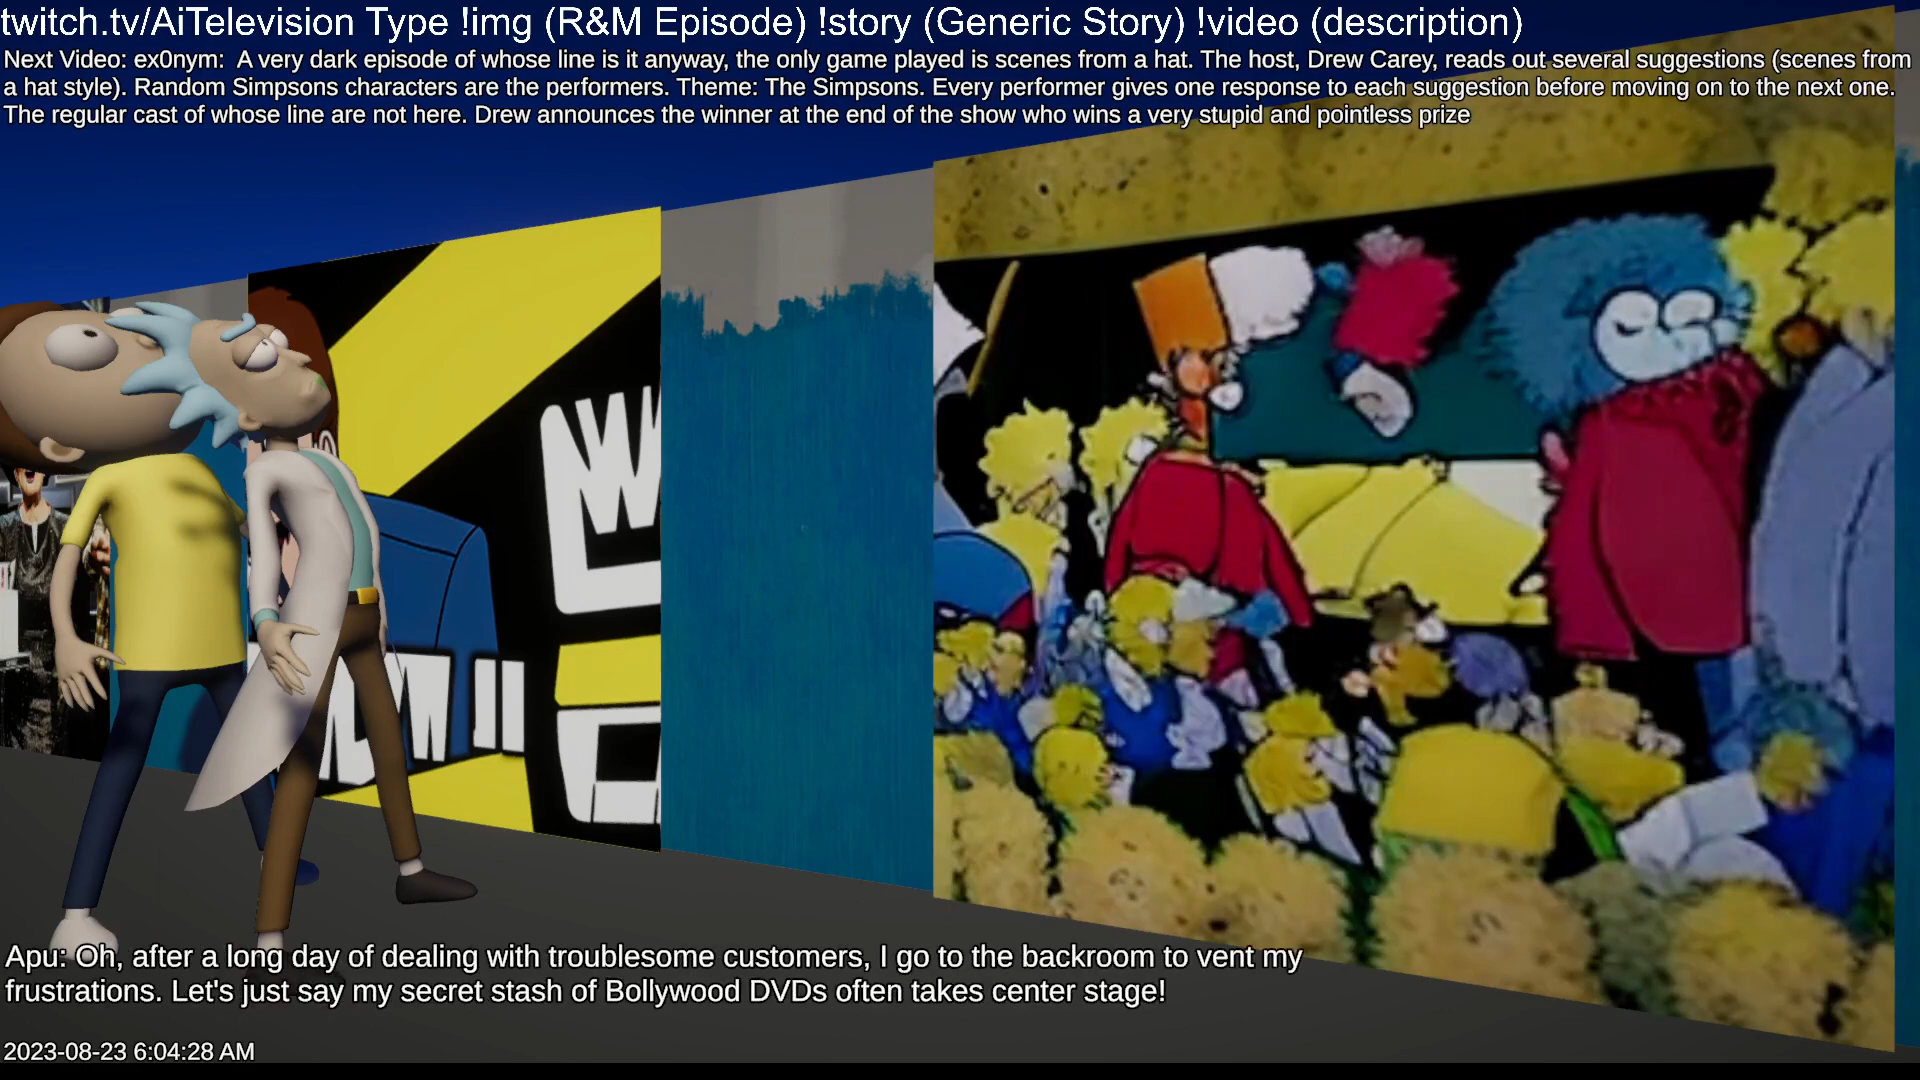 twitch.tv/AiTelevision Type !img (R&M Episode) !story (Generic Story) !video (description)
Next Video: ex0nym:  A very dark episode of whose line is it anyway, the only game played is scenes from a hat. The host, Drew Carey, reads out several suggestions (scenes from
a hat style). Random Simpsons characters are the performers. Theme: The Simpsons. Every performer gives one response to each suggestion before moving on to the next one.
The regular cast of whose line are not here. Drew announces the winner at the end of the show who wins a very stupid and pointless prize
Apu: Oh, after a long day of dealing with troublesome customers, I go to the backroom to vent my
frustrations. Let's just say my secret stash of Bollywood DVDs often takes center stage!
2023-08-23 6:04:28 AM